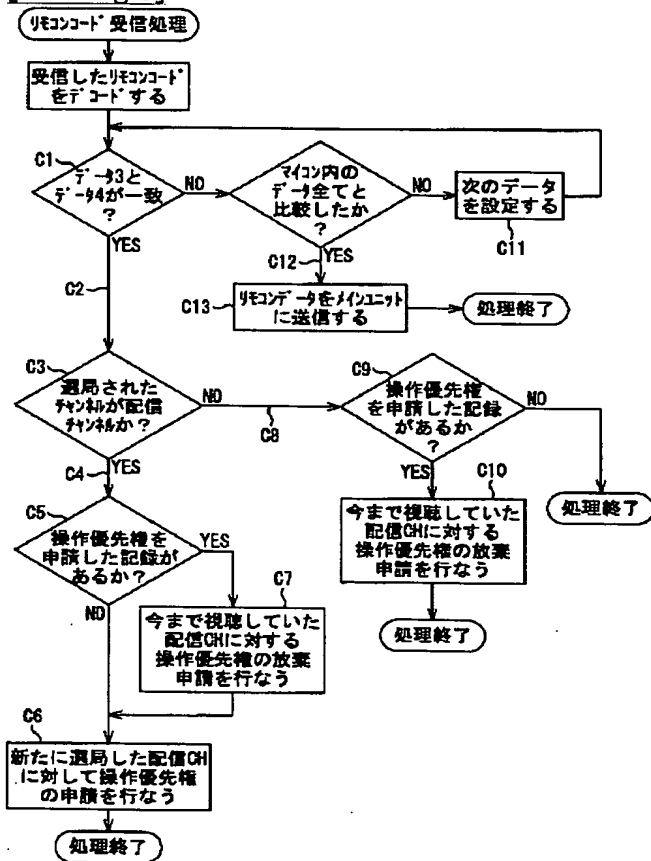 リモコンコード受信処理
受信したリモコンコード
をデコードする
C1
データ3と
データ4が一致
?
NO
YES
マイコン内の
データ全てと
比較したか
?
NO
C12
YES
次のデータ
を設定する
C11
C2
C13
リモコンデータをメインユニット
に送信する
処理終了
C3
選局された
チャンネルが配信
チャンネルか?
NO
C8
C4
YES
C9
操作優先権
を申請した記録
があるか
?
NO
YES
処理終了
C10
今まで視聴していた
配信CHに対する
操作優先権の放棄
申請を行なう
処理終了
C5
操作優先権を
申請した記録が
あるか?
YES
NO
C7
今まで視聴していた
配信CHに対する
操作優先権の放棄
申請を行なう
C6
新たに選局した配信CH
に対して操作優先権
の申請を行なう
処理終了